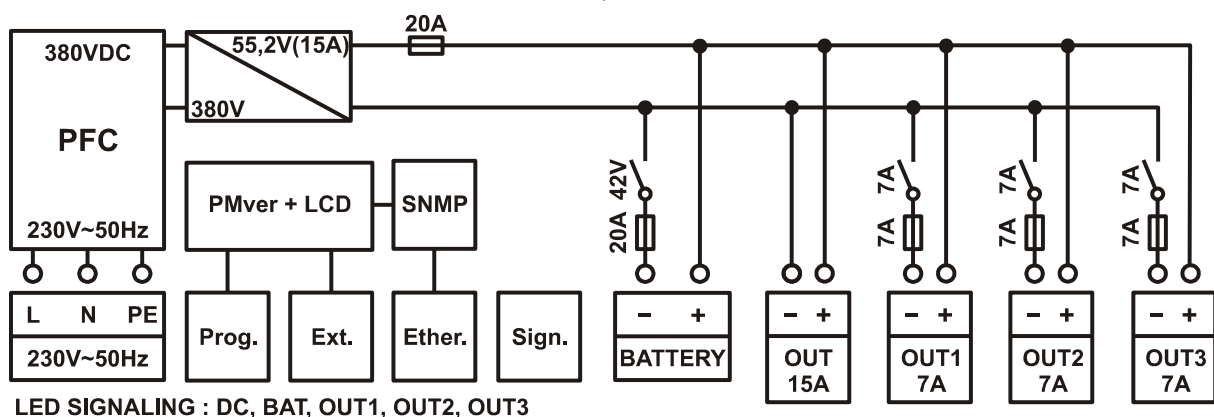 20A
380VDC
55,2V(15A)
380V
PFC
230V~50Hz
PMver + LCD
SNMP
42V
20A
7A
7A
7A
7A
7A
7A
L N PE
230V~50Hz
Prog.
Ext.
Ether.
Sign.
- +
BATTERY
- +
OUT
15A
- +
OUT1
7A
- +
OUT2
7A
- +
OUT3
7A
LED SIGNALING : DC, BAT, OUT1, OUT2, OUT3